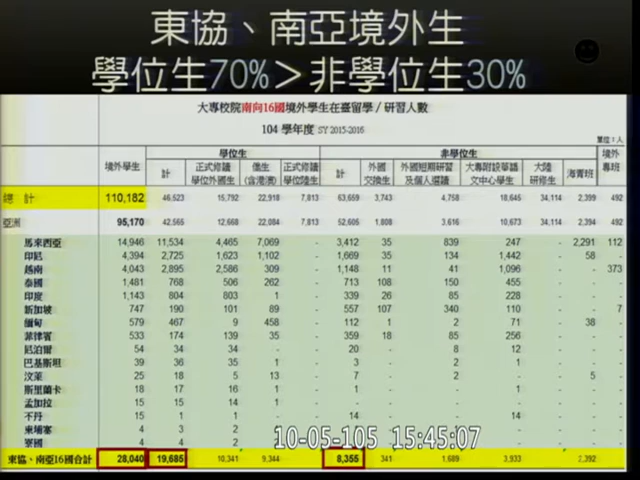 東協、南亞境外生
學位生70%＞非學位生30%
大專校院南向16國境外學生在臺留學/研習人數
104 學年度 SY 2015-2016
單位：人
境外學生 學位生 非學位生 境外專班
計 正式修讀學位外國生 僑生(含港澳) 正式修讀學位陸生 計 外國交換生 外國短期研習及個人選讀 大專附設華語文中心學生 大陸研修生 海青班
總 計 110,182 46,523 15,792 22,918 7,813 63,659 3,743 4,758 18,645 34,114 2,399 492
亞洲 95,170 42,565 12,668 22,084 7,813 52,605 1,808 3,616 10,673 34,114 2,394 492
馬來西亞 14,946 11,534 4,465 7,069 - 3,412 35 839 247 - 2,291 112
印尼 4,394 2,725 1,623 1,102 - 1,669 35 134 1,442 - 58 -
越南 4,043 2,895 2,586 309 - 1,148 11 41 1,096 - - 373
泰國 1,481 768 506 262 - 713 108 150 455 - - -
印度 1,143 804 803 1 - 339 26 85 228 - - -
新加坡 747 190 101 89 - 557 107 340 110 - - 7
緬甸 579 467 9 458 - 112 1 2 71 - 38 -
菲律賓 533 174 139 35 - 359 18 85 256 - - -
尼泊爾 54 34 34 - - 20 - 8 12 - - -
巴基斯坦 39 36 35 1 - 3 - 2 1 - - -
汶萊 25 18 5 13 - 7 - 2 - - 5 -
斯里蘭卡 18 17 16 1 - 1 - - 1 - - -
孟加拉 15 15 14 1 - - - - - - - -
不丹 15 1 1 - - 14 - - 14 - - -
柬埔寨 4 3 2
寮國 4 4 2
10-05-105 15:45:07
東協、南亞16國合計 28,040 19,685 10,341 9,344 8,355 341 1,689 3,933 2,392